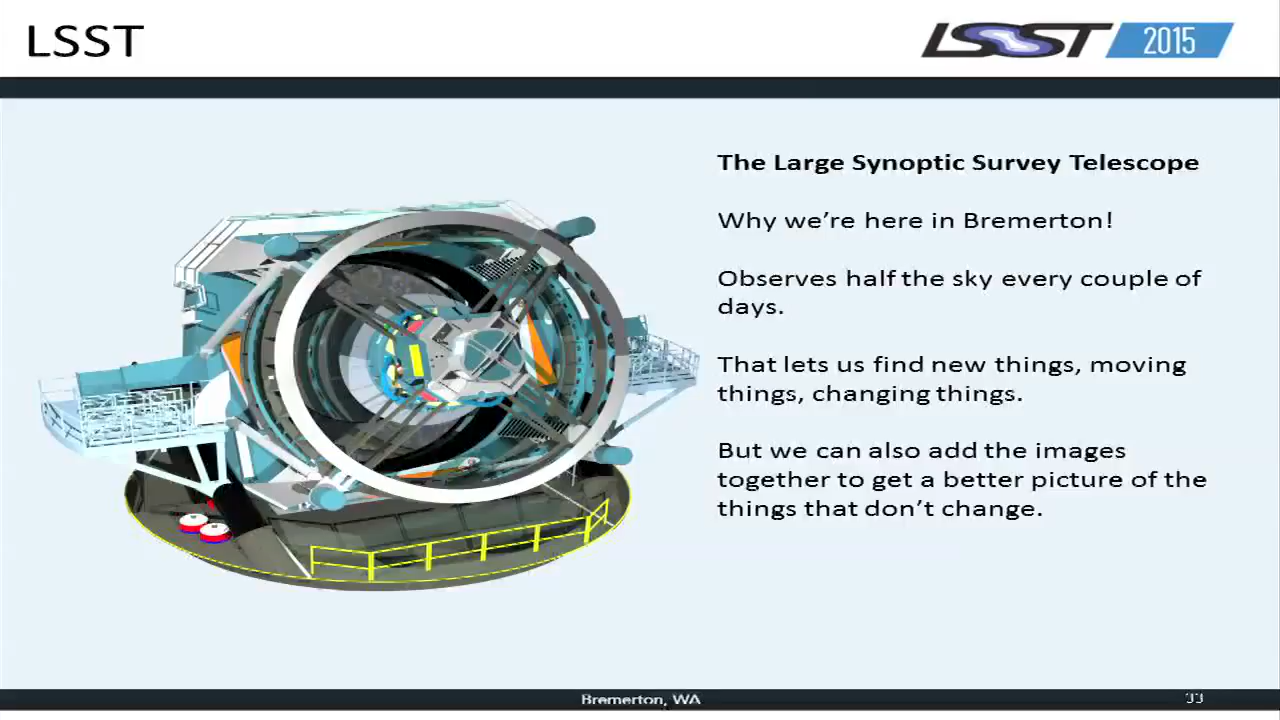 LSST
LSST 2015
The Large Synoptic Survey Telescope
Why we’re here in Bremerton!
Observes half the sky every couple of
days.
That lets us find new things, moving
things, changing things.
But we can also add the images
together to get a better picture of the
things that don’t change.
Bremerton, WA
33